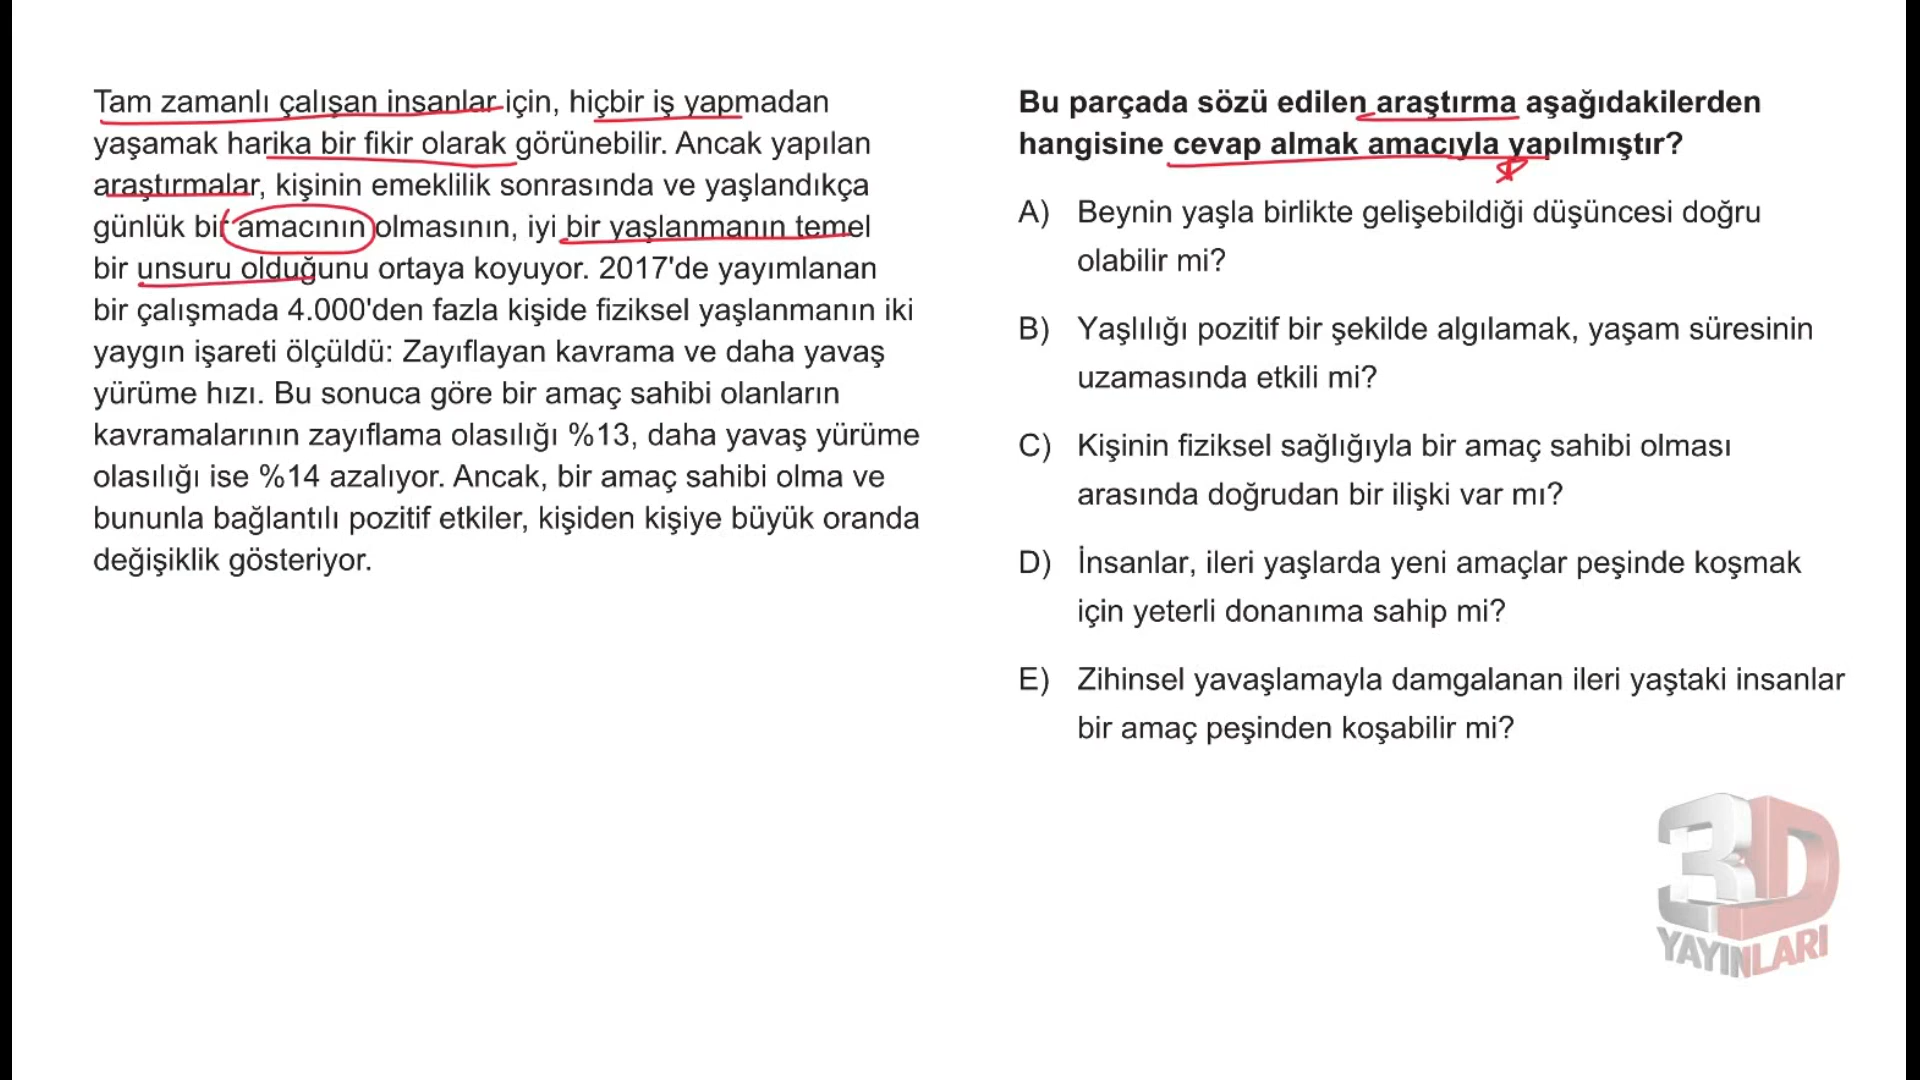 Tam zamanlı çalışan insanlar için, hiçbir iş yapmadan
yaşamak harika bir fikir olarak görünebilir. Ancak yapılan
araştırmalar, kişinin emeklilik sonrasında ve yaşlandıkça
günlük bir amacının olmasının, iyi bir yaşlanmanın temel
bir unsuru olduğunu ortaya koyuyor. 2017'de yayımlanan
bir çalışmada 4.000'den fazla kişide fiziksel yaşlanmanın iki
yaygın işareti ölçüldü: Zayıflayan kavrama ve daha yavaş
yürüme hızı. Bu sonuca göre bir amaç sahibi olanların
kavramalarının zayıflama olasılığı %13, daha yavaş yürüme
olasılığı ise %14 azalıyor. Ancak, bir amaç sahibi olma ve
bununla bağlantılı pozitif etkiler, kişiden kişiye büyük oranda
değişiklik gösteriyor.
Bu parçada sözü edilen araştırma aşağıdakilerden
hangisine cevap almak amacıyla yapılmıştır?
A) Beynin yaşla birlikte gelişebildiği düşüncesi doğru
olabilir mi?
B) Yaşlılığı pozitif bir şekilde algılamak, yaşam süresinin
uzamasında etkili mi?
C) Kişinin fiziksel sağlığıyla bir amaç sahibi olması
arasında doğrudan bir ilişki var mı?
D) İnsanlar, ileri yaşlarda yeni amaçlar peşinde koşmak
için yeterli donanıma sahip mi?
E) Zihinsel yavaşlamayla damgalanan ileri yaştaki insanlar
bir amaç peşinden koşabilir mi?
3D
YAYINLARI